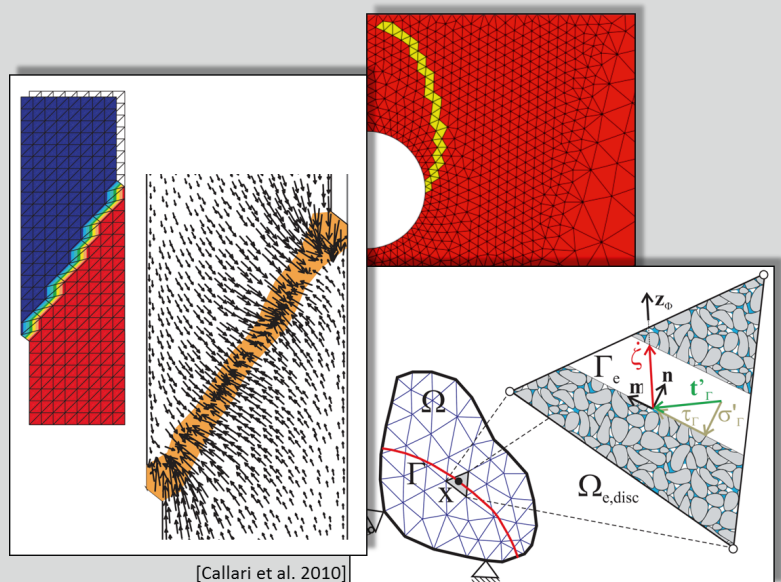 z_Φ
ζ̇
Γ_e
n
m
t'_Γ
τ_Γ
σ'_Γ
Ω
Γ
x
Ω_e,disc
[Callari et al. 2010]